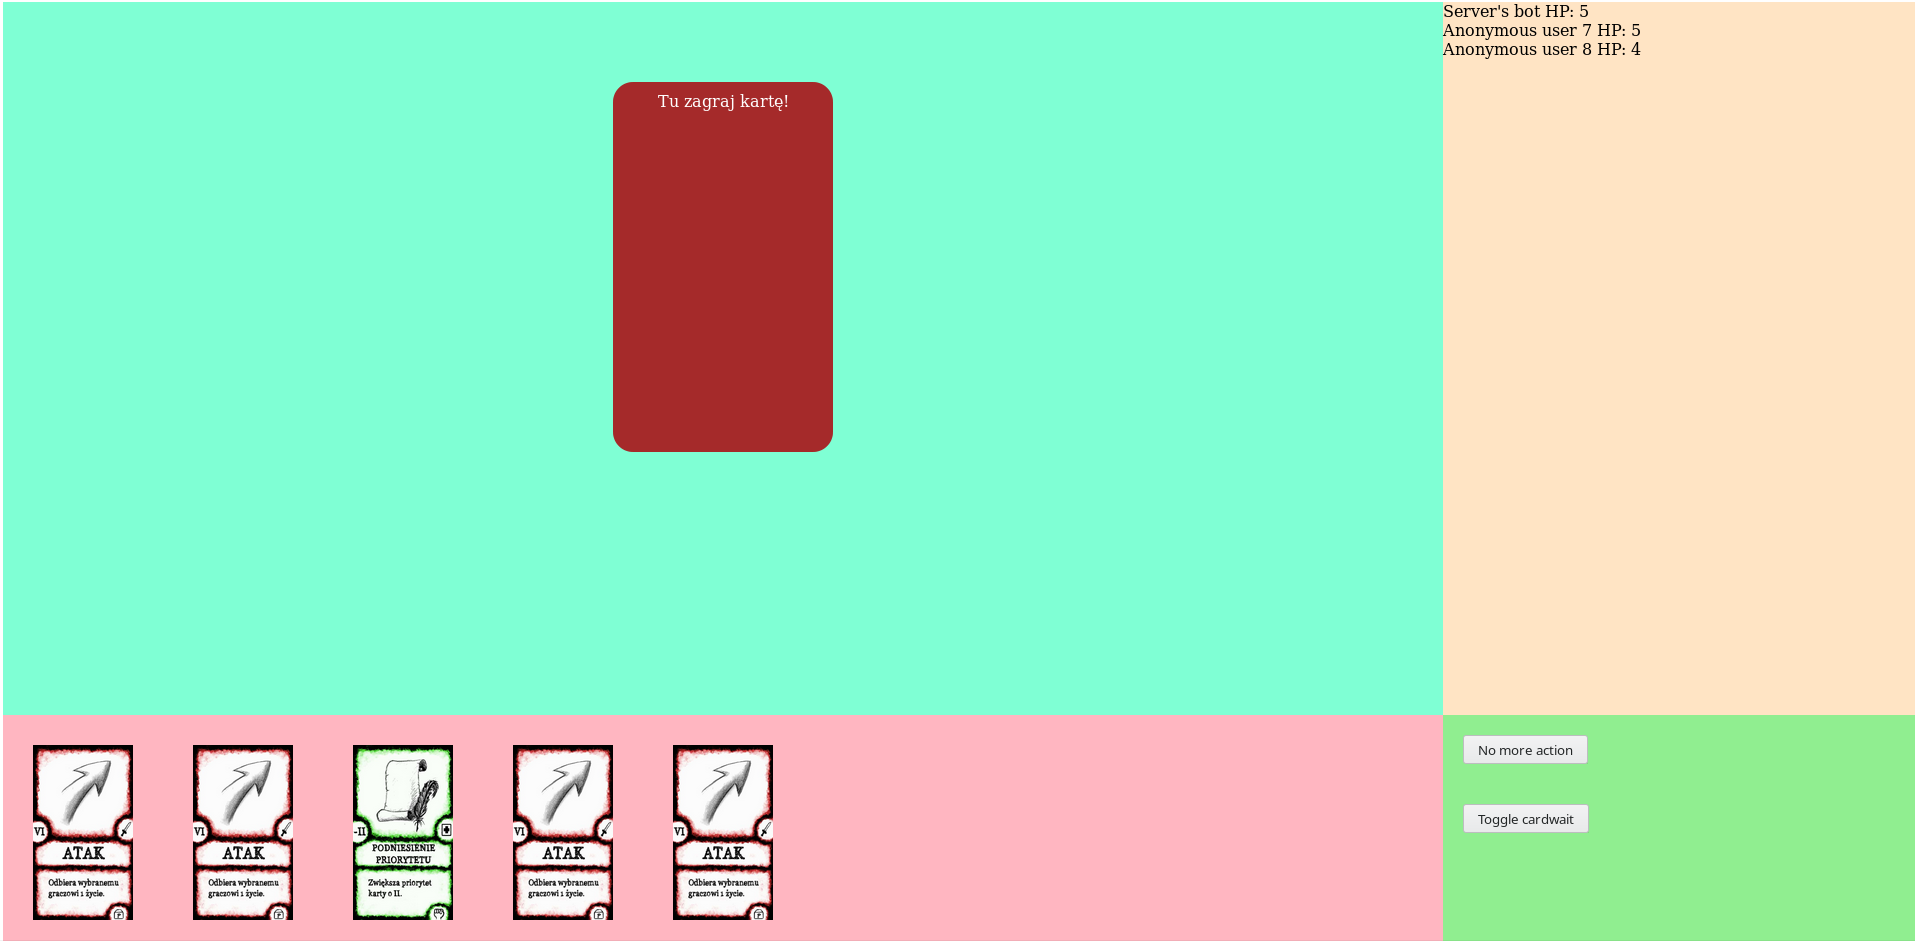 Server's bot HP: 5
Anonymous user 7 HP: 5
Anonymous user 8 HP: 4
Tu zagraj kartę!
VI
ATAK
Odbiera wybranemu
graczowi 1 życie.
VI
ATAK
Odbiera wybranemu
graczowi 1 życie.
-II
PODNIESIENIE
PRIORYTETU
Zwiększa priorytet
karty o II.
VI
ATAK
Odbiera wybranemu
graczowi 1 życie.
VI
ATAK
Odbiera wybranemu
graczowi 1 życie.
No more action
Toggle cardwait